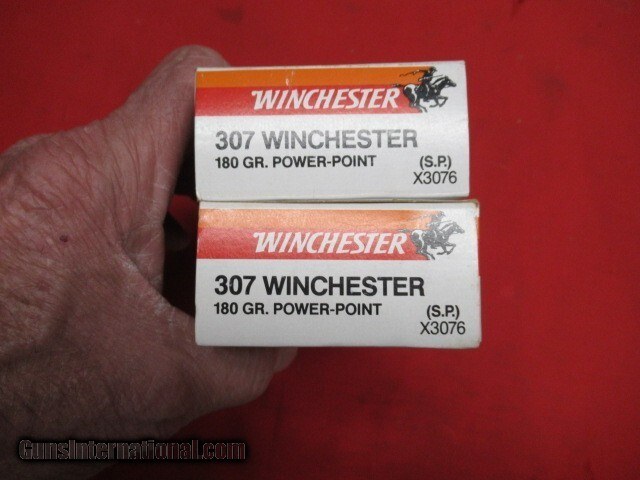 WINCHESTER
307 WINCHESTER
180 GR. POWER-POINT (S.P.)
X3076
WINCHESTER
307 WINCHESTER
180 GR. POWER-POINT (S.P.)
X3076
GunsInternational.com